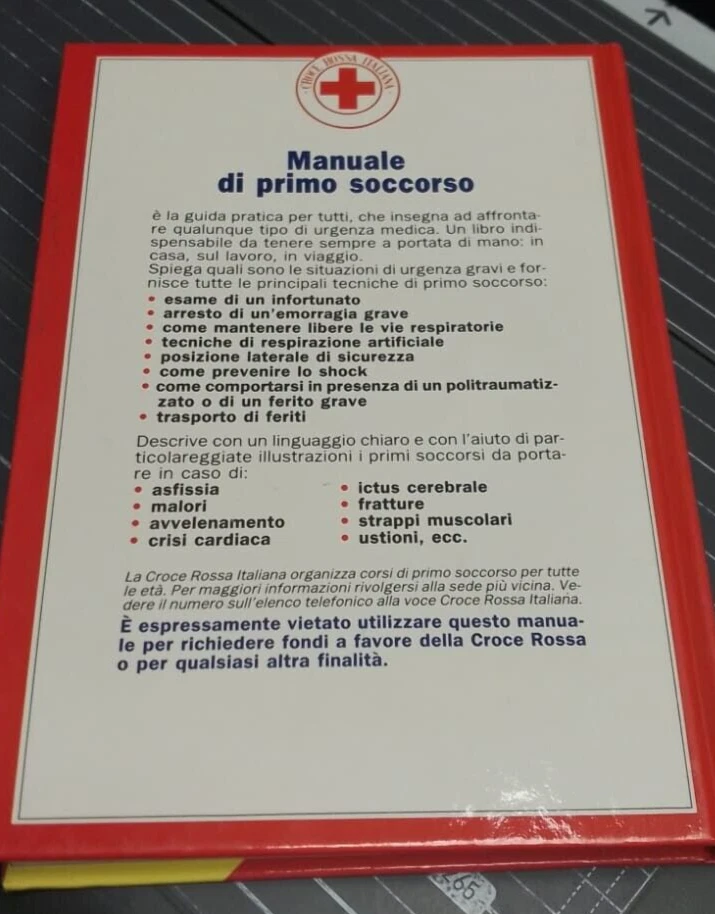 CROCE ROSSA ITALIANA
Manuale
di primo soccorso
è la guida pratica per tutti, che insegna ad affronta-
re qualunque tipo di urgenza medica. Un libro indi-
spensabile da tenere sempre a portata di mano: in
casa, sul lavoro, in viaggio.
Spiega quali sono le situazioni di urgenza gravi e for-
nisce tutte le principali tecniche di primo soccorso:
• esame di un infortunato
• arresto di un'emorragia grave
• come mantenere libere le vie respiratorie
• tecniche di respirazione artificiale
• posizione laterale di sicurezza
• come prevenire lo shock
• come comportarsi in presenza di un politraumatiz-
zato o di un ferito grave
• trasporto di feriti
Descrive con un linguaggio chiaro e con l'aiuto di par-
ticolareggiate illustrazioni i primi soccorsi da porta-
re in caso di:
• asfissia
• malori
• avvelenamento
• crisi cardiaca
• ictus cerebrale
• fratture
• strappi muscolari
• ustioni, ecc.
La Croce Rossa Italiana organizza corsi di primo soccorso per tutte
le età. Per maggiori informazioni rivolgersi alla sede più vicina. Ve-
dere il numero sull'elenco telefonico alla voce Croce Rossa Italiana.
È espressamente vietato utilizzare questo manua-
le per richiedere fondi a favore della Croce Rossa
o per qualsiasi altra finalità.
265